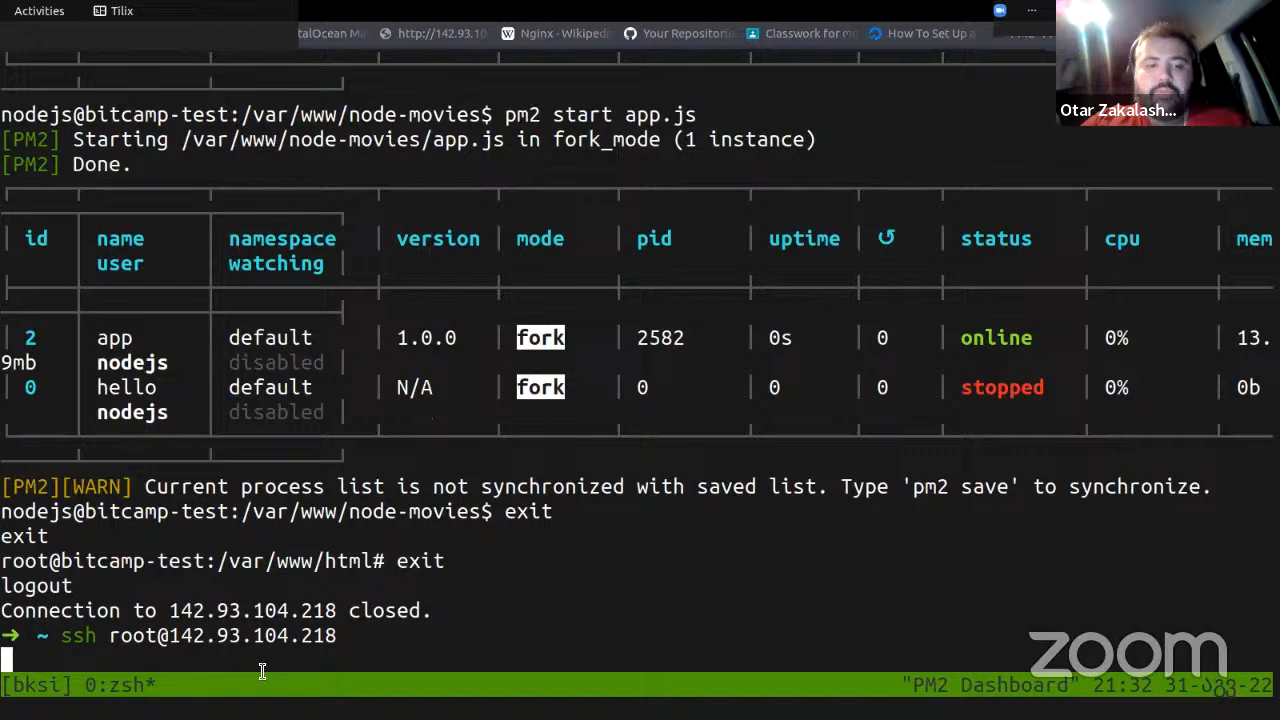 Activities
Tilix
...
talOcean Ma
http://142.93.10
Nginx - Wikiped
Your Repositorie
Classwork for m
How To Set Up a
Otar Zakalash...
nodejs@bitcamp-test:/var/www/node-movies$ pm2 start app.js
[PM2] Starting /var/www/node-movies/app.js in fork_mode (1 instance)
[PM2] Done.
id name namespace version mode pid uptime ↺ status cpu mem
user watching
2 app default 1.0.0 fork 2582 0s 0 online 0% 13.
9mb nodejs disabled
0 hello default N/A fork 0 0 0 stopped 0% 0b
nodejs disabled
[PM2][WARN] Current process list is not synchronized with saved list. Type 'pm2 save' to synchronize.
nodejs@bitcamp-test:/var/www/node-movies$ exit
exit
root@bitcamp-test:/var/www/html# exit
logout
Connection to 142.93.104.218 closed.
➜ ~ ssh root@142.93.104.218
zoom
[bksi] 0:zsh* "PM2 Dashboard" 21:32 31-აგვ-22